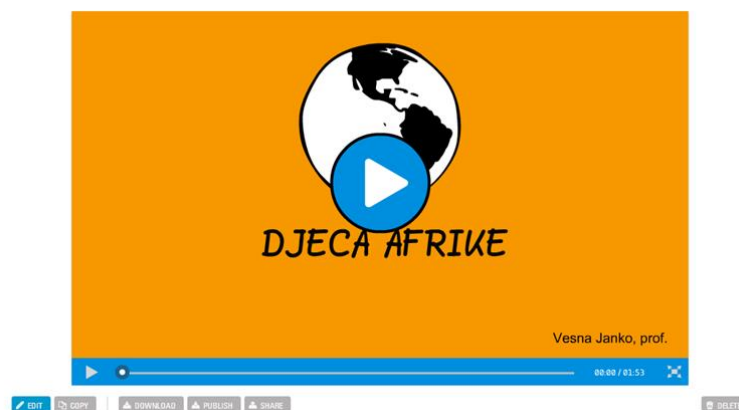 DJECA AFRIKE
Vesna Janko, prof.
00:00 / 01:53
EDIT COPY DOWNLOAD PUBLISH SHARE DELETE